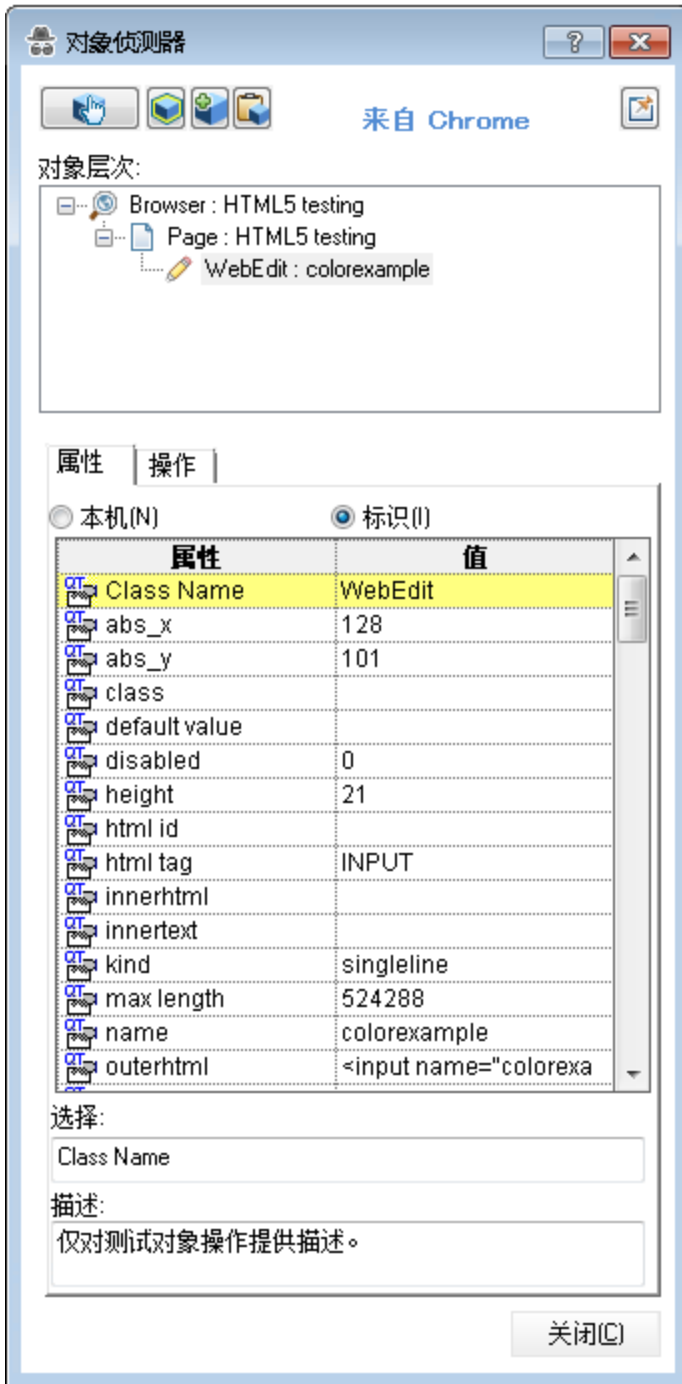 对象侦测器
来自 Chrome
对象层次:
Browser : HTML5 testing
Page : HTML5 testing
WebEdit : colorexample
属性 操作
本机(N) 标识(I)
属性 值
Class Name WebEdit
abs_x 128
abs_y 101
class
default value
disabled 0
height 21
html id
html tag INPUT
innerhtml
innertext
kind singleline
max length 524288
name colorexample
outerhtml <input name="colorexa
选择:
Class Name
描述:
仅对测试对象操作提供描述。
关闭(C)